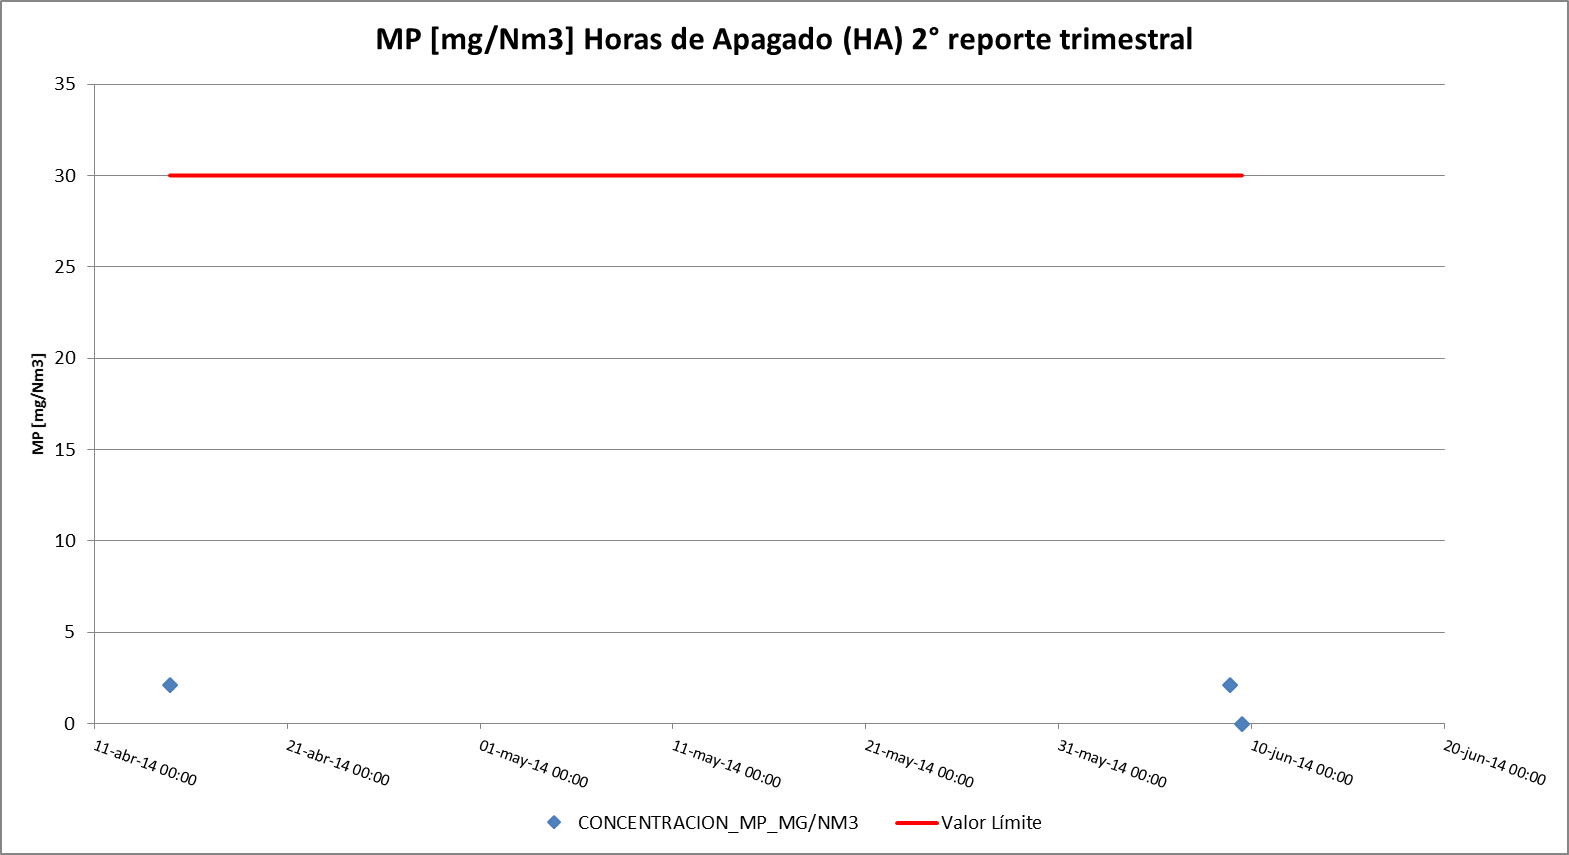 MP [mg/Nm3] Horas de Apagado (HA) 2° reporte trimestral
35
30
25
20
15
10
5
0
MP [mg/Nm3]
11-abr-14 00:00
21-abr-14 00:00
01-may-14 00:00
11-may-14 00:00
21-may-14 00:00
31-may-14 00:00
10-jun-14 00:00
20-jun-14 00:00
CONCENTRACION_MP_MG/NM3
Valor Límite